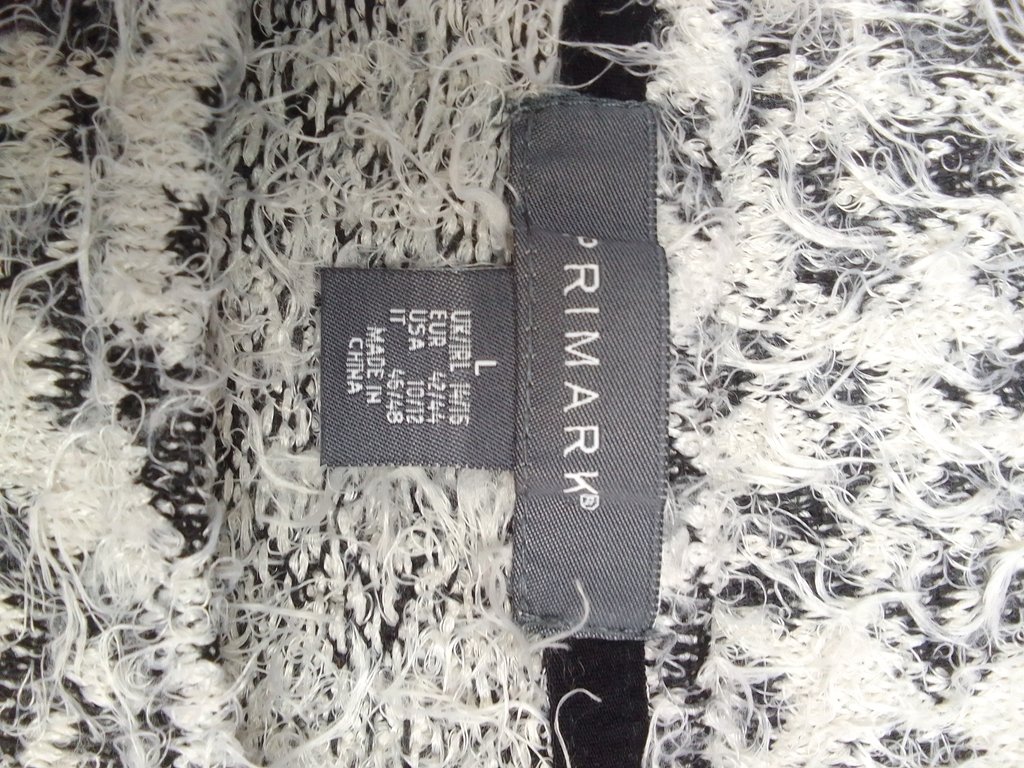 PRIMARK®
L
UK/IRL 14/16
EUR 42/44
USA 10/12
IT 46/48
MADE IN
CHINA